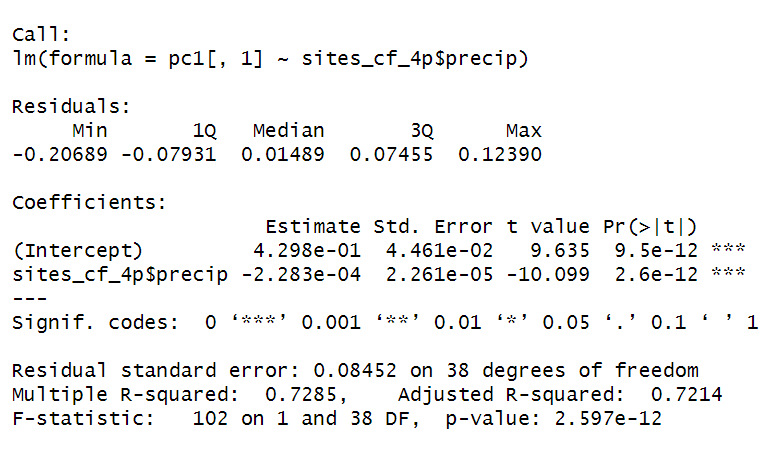 Call:
lm(formula = pc1[, 1] ~ sites_cf_4p$precip)
Residuals:
     Min       1Q   Median       3Q      Max
-0.20689 -0.07931  0.01489  0.07455  0.12390
Coefficients:
                     Estimate Std. Error t value Pr(>|t|)
(Intercept)         4.298e-01  4.461e-02   9.635  9.5e-12 ***
sites_cf_4p$precip -2.283e-04  2.261e-05 -10.099  2.6e-12 ***
---
Signif. codes:  0 ‘***’ 0.001 ‘**’ 0.01 ‘*’ 0.05 ‘.’ 0.1 ‘ ’ 1
Residual standard error: 0.08452 on 38 degrees of freedom
Multiple R-squared:  0.7285,    Adjusted R-squared:  0.7214
F-statistic:   102 on 1 and 38 DF,  p-value: 2.597e-12